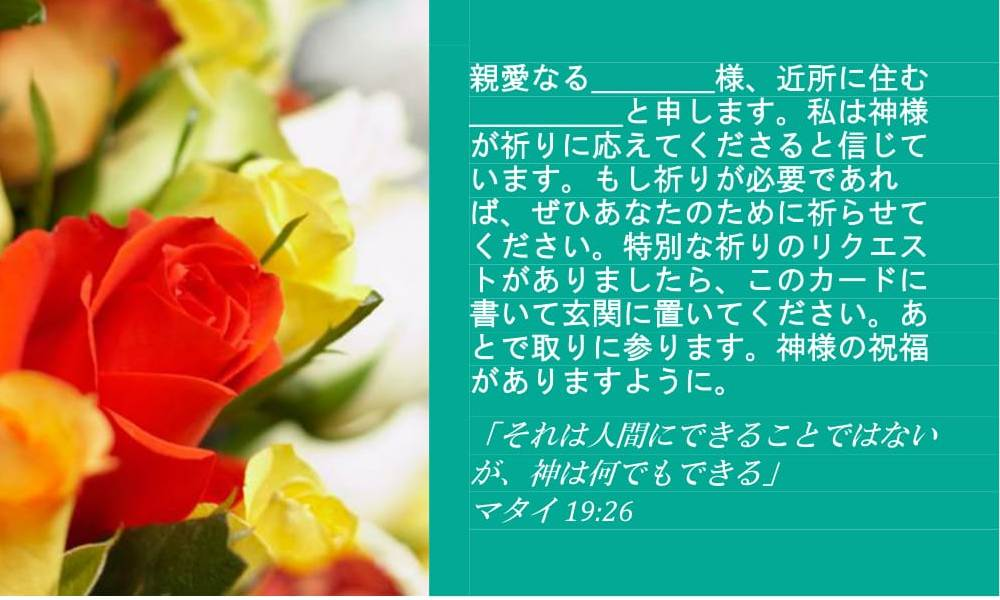 親愛なる________様、近所に住む
__________と申します。私は神様
が祈りに応えてくださると信じて
います。もし祈りが必要であれ
ば、ぜひあなたのために祈らせて
ください。特別な祈りのリクエス
トがありましたら、このカードに
書いて玄関に置いてください。あ
とで取りに参ります。神様の祝福
がありますように。
「それは人間にできることではない
が、神は何でもできる」
マタイ 19:26